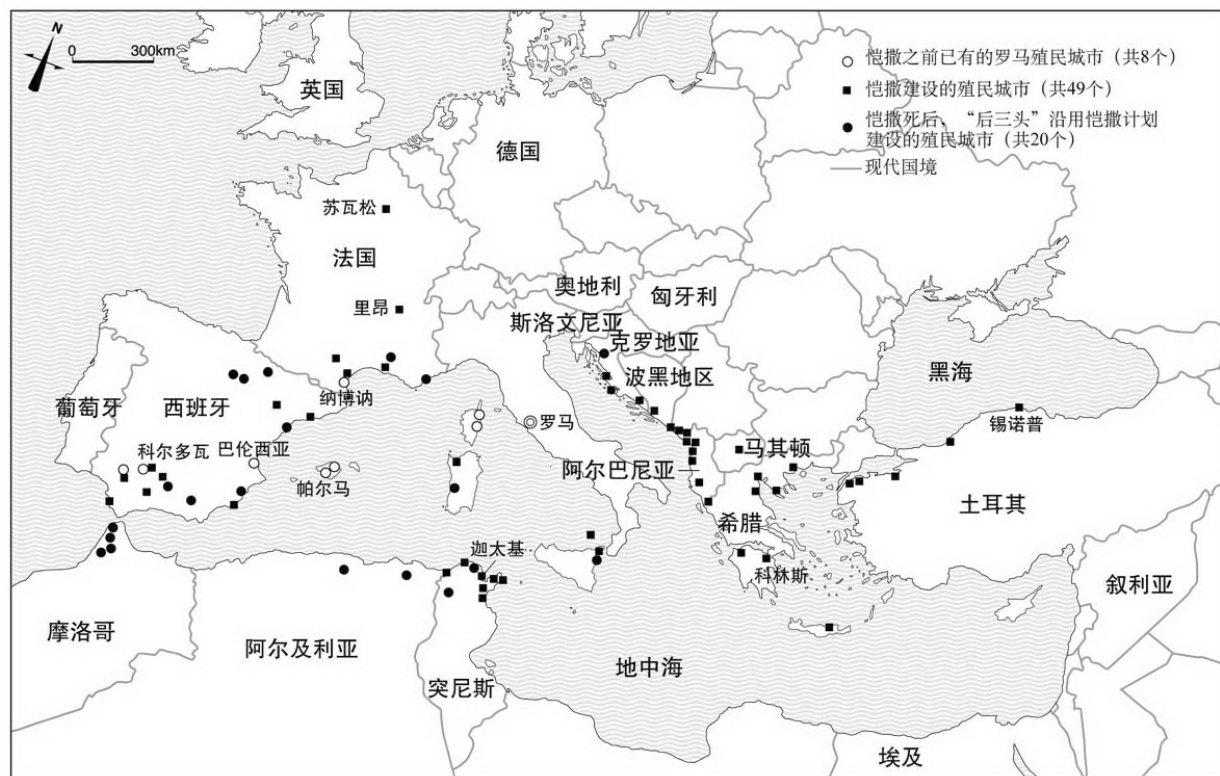 N
0 300km
恺撒之前已有的罗马殖民城市（共8个）
恺撒建设的殖民城市（共49个）
恺撒死后，“后三头”沿用恺撒计划
建设的殖民城市（共20个）
现代国境
英国
德国
苏瓦松
法国
奥地利
匈牙利
里昂
斯洛文尼亚
克罗地亚
波黑地区
黑海
纳博讷
葡萄牙
西班牙
罗马
锡诺普
科尔多瓦
巴伦西亚
马其顿
阿尔巴尼亚
帕尔马
土耳其
希腊
迦太基
科林斯
叙利亚
摩洛哥
阿尔及利亚
地中海
突尼斯
埃及